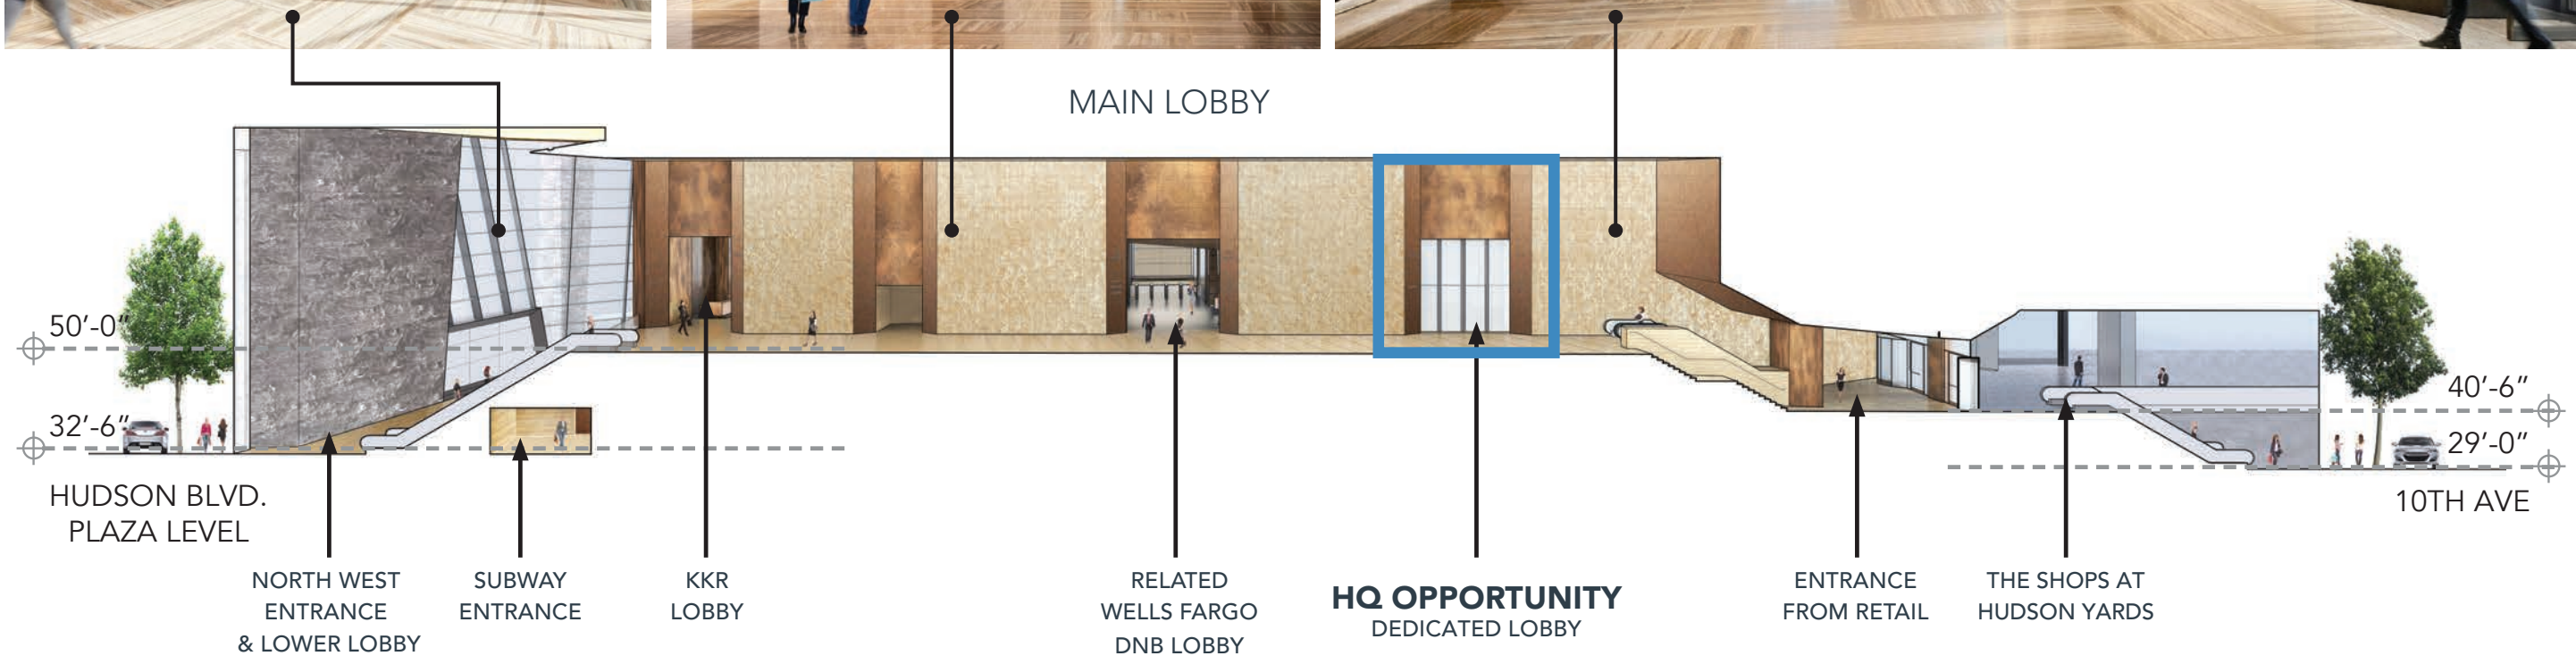 MAIN LOBBY
50'-0"
32'-6"
40'-6"
29'-0"
HUDSON BLVD.
PLAZA LEVEL
10TH AVE
NORTH WEST
ENTRANCE
& LOWER LOBBY
SUBWAY
ENTRANCE
KKR
LOBBY
RELATED
WELLS FARGO
DNB LOBBY
HQ OPPORTUNITY
DEDICATED LOBBY
ENTRANCE
FROM RETAIL
THE SHOPS AT
HUDSON YARDS